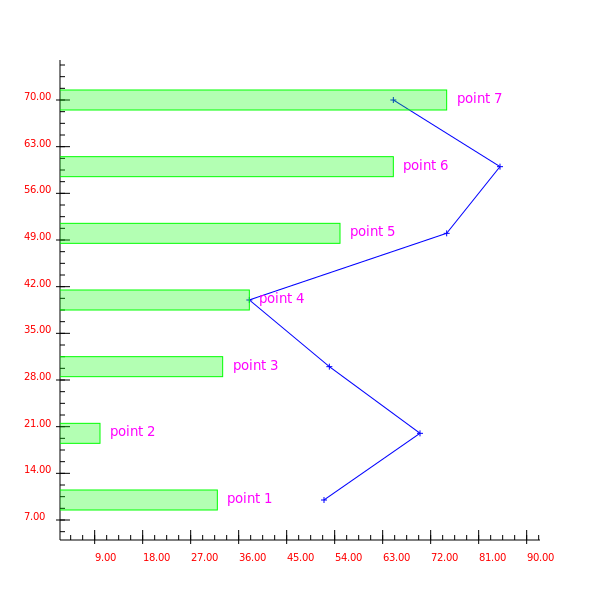 70.00
point 7
63.00
point 6
56.00
49.00
point 5
42.00
point 4
35.00
point 3
28.00
21.00
point 2
14.00
point 1
7.00
9.00 18.00 27.00 36.00 45.00 54.00 63.00 72.00 81.00 90.00